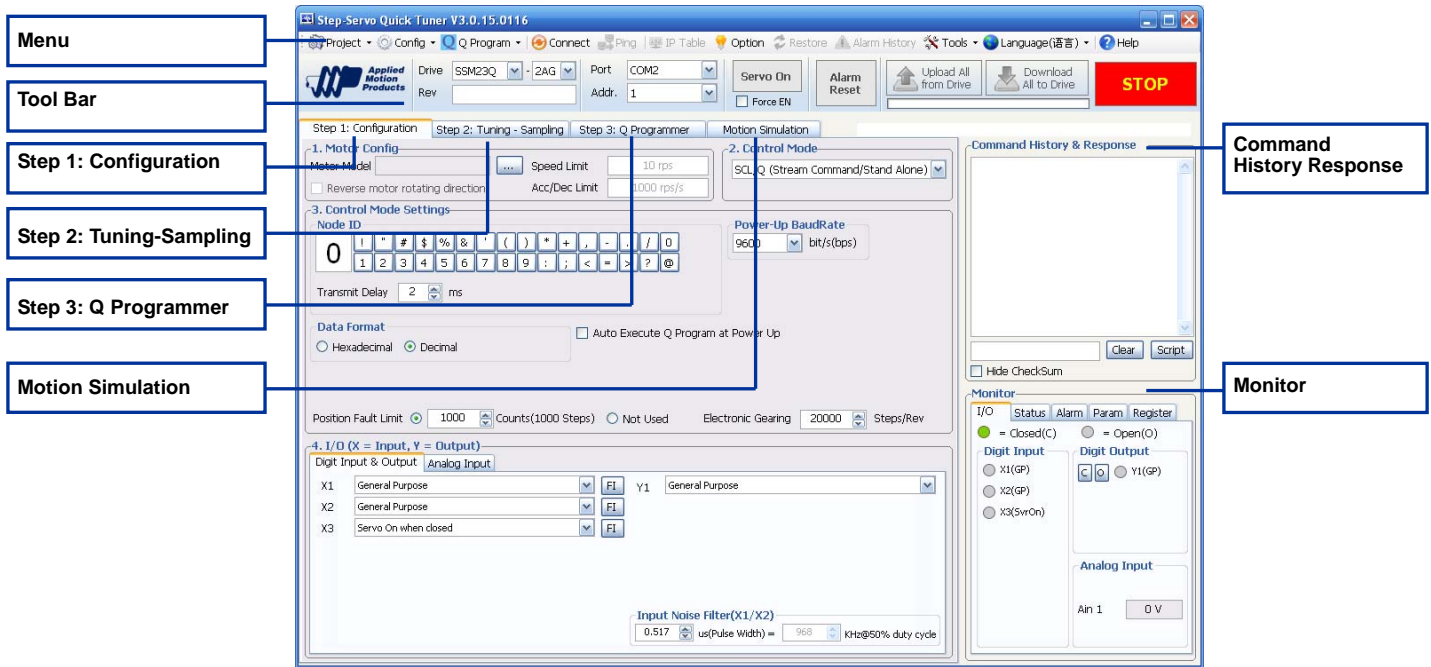 Menu
Tool Bar
Step 1: Configuration
Step 2: Tuning-Sampling
Step 3: Q Programmer
Motion Simulation
Command
History Response
Monitor
Step-Servo Quick Tuner V3.0.15.0116
Project Config Q Program Connect Ping IP Table Option Restore Alarm History Tools Language(语言) Help
Applied
Motion
Products
Drive SSM23Q - 2AG Port COM2
Rev Addr. 1
Servo On
Force EN
Alarm
Reset
Upload All
from Drive
Download
All to Drive
STOP
Step 1: Configuration Step 2: Tuning - Sampling Step 3: Q Programmer Motion Simulation
1. Motor Config
Motor Model ... Speed Limit 10 rps
Reverse motor rotating direction Acc/Dec Limit 1000 rps/s
2. Control Mode
SCL/Q (Stream Command/Stand Alone)
3. Control Mode Settings
Node ID
0
! " # $ % & ' ( ) * + , - . / 0
1 2 3 4 5 6 7 8 9 : ; < = > ? @
Transmit Delay 2 ms
Power-Up BaudRate
9600 bit/s(bps)
Data Format
Hexadecimal Decimal
Auto Execute Q Program at Power Up
Position Fault Limit 1000 Counts(1000 Steps) Not Used Electronic Gearing 20000 Steps/Rev
4. I/O (X = Input, Y = Output)
Digit Input & Output Analog Input
X1 General Purpose FI Y1 General Purpose
X2 General Purpose FI
X3 Servo On when closed FI
Input Noise Filter(X1/X2)
0.517 us(Pulse Width) = 968 KHz@50% duty cycle
Command History & Response
Clear Script
Hide CheckSum
Monitor
I/O Status Alarm Param Register
= Closed(C) = Open(O)
Digit Input
X1(GP)
X2(GP)
X3(SvrOn)
Digit Output
C O Y1(GP)
Analog Input
Ain 1 0 V